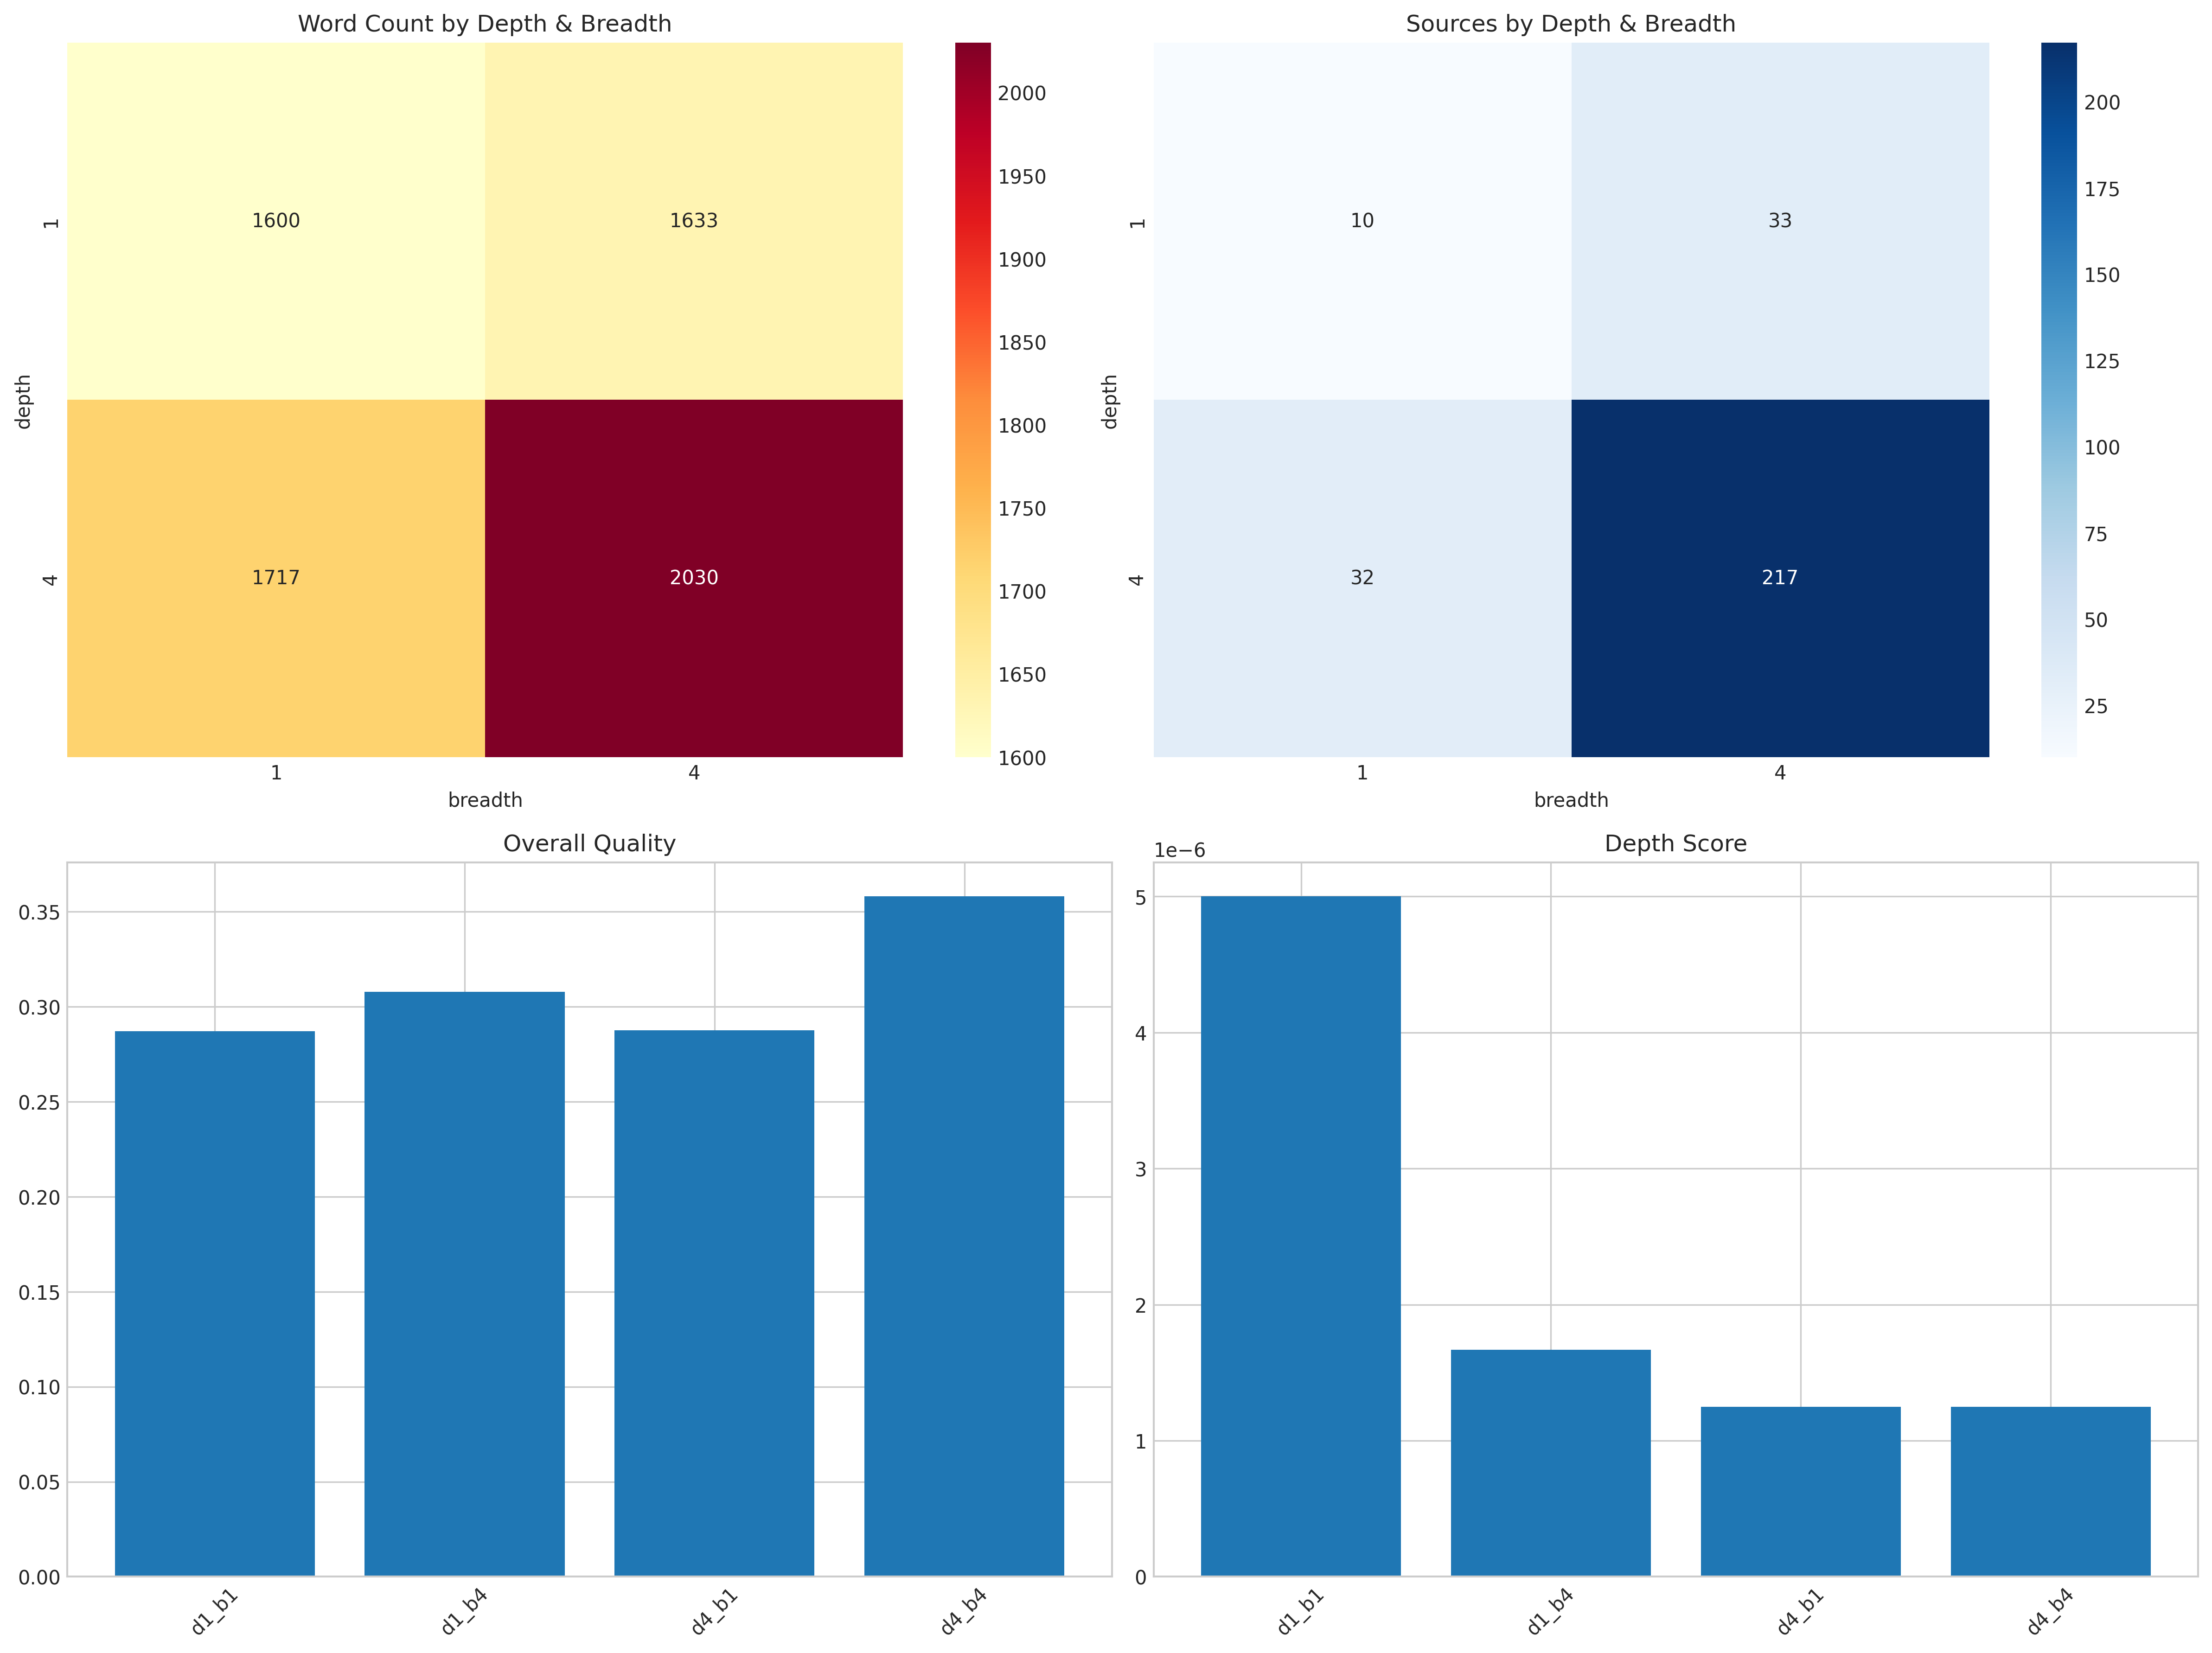 Word Count by Depth & Breadth
1600
1633
1717
2030
1
4
depth
1
4
breadth
2000
1950
1900
1850
1800
1750
1700
1650
1600
Sources by Depth & Breadth
10
33
32
217
1
4
depth
1
4
breadth
200
175
150
125
100
75
50
25
Overall Quality
0.35
0.30
0.25
0.20
0.15
0.10
0.05
0.00
d1_b1
d1_b4
d4_b1
d4_b4
Depth Score
1e−6
5
4
3
2
1
0
d1_b1
d1_b4
d4_b1
d4_b4